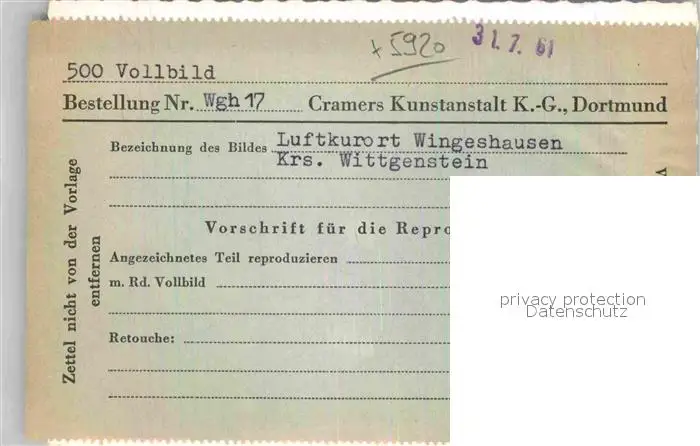 x 5920
31. 7. 61
500 Vollbild
Bestellung Nr. Wgh 17 Cramers Kunstanstalt K.-G., Dortmund
Bezeichnung des Bildes Luftkurort Wingeshausen
Krs. Wittgenstein
Vorschrift für die Repro
Angezeichnetes Teil reproduzieren
m. Rd. Vollbild
Retouche:
Zettel nicht von der Vorlage
entfernen
V
privacy protection
Datenschutz